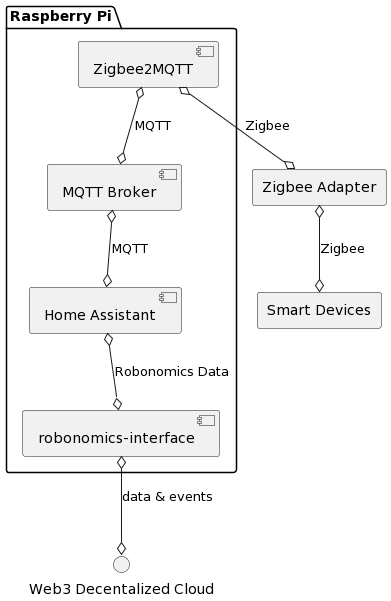 Raspberry Pi
Zigbee2MQTT
MQTT
Zigbee
MQTT Broker
Zigbee Adapter
MQTT
Zigbee
Home Assistant
Smart Devices
Robonomics Data
robonomics-interface
data & events
Web3 Decentalized Cloud